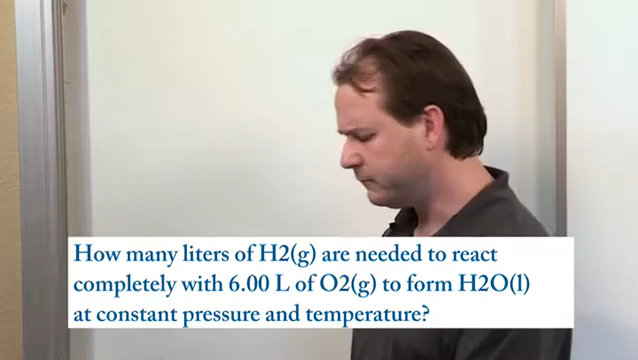 How many liters of H2(g) are needed to react
completely with 6.00 L of O2(g) to form H2O(l)
at constant pressure and temperature?